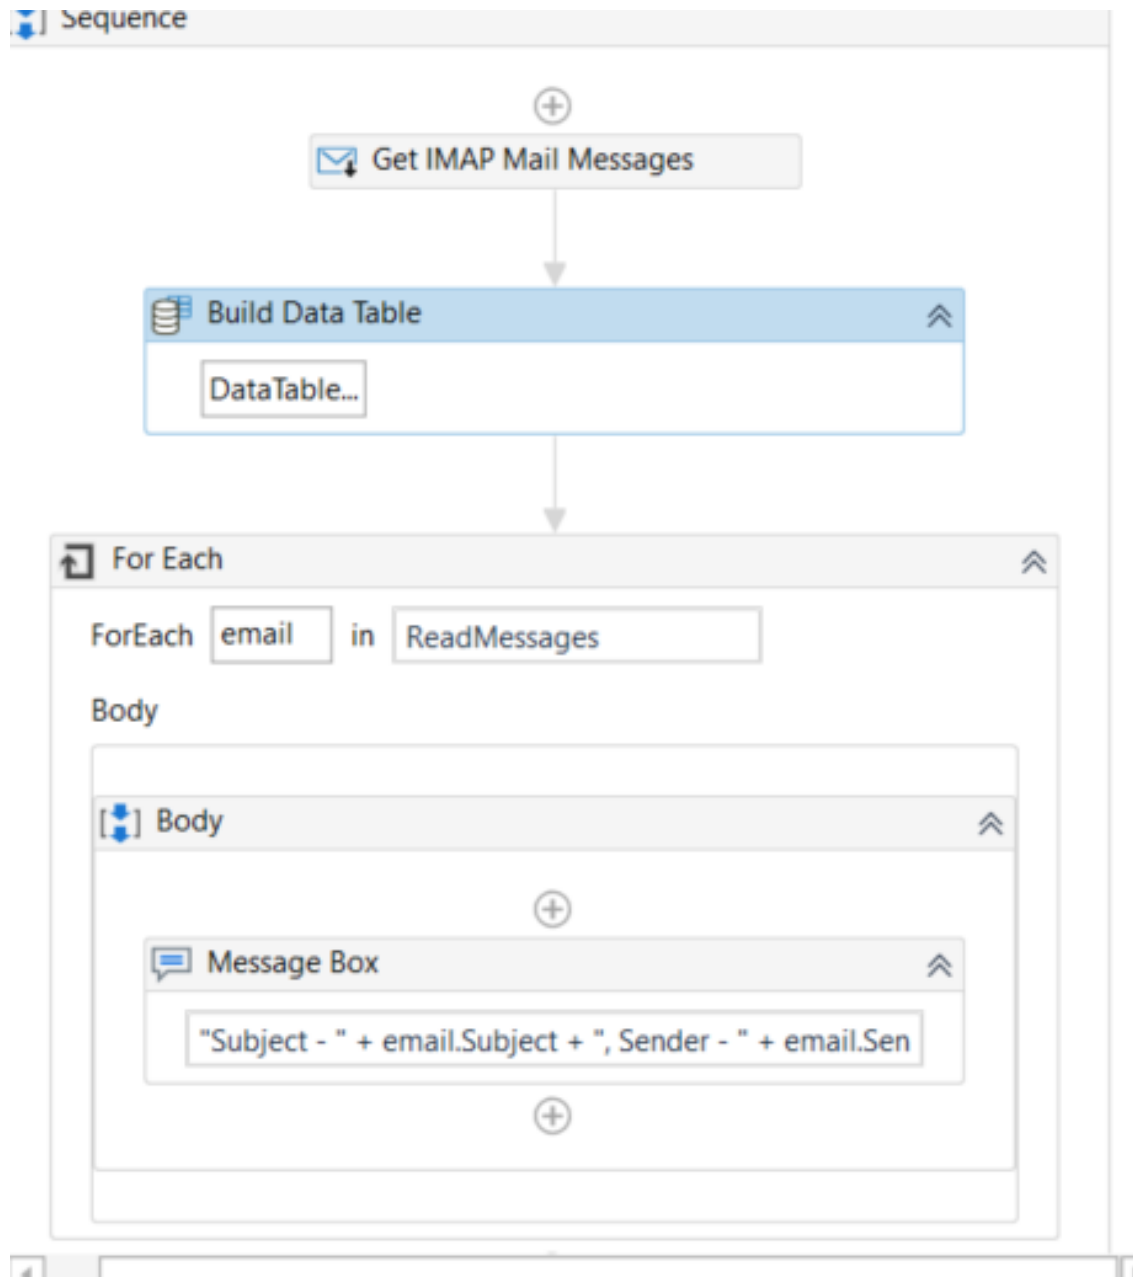 Sequence
Get IMAP Mail Messages
Build Data Table
DataTable...
For Each
ForEach email in ReadMessages
Body
Body
Message Box
"Subject - " + email.Subject + ", Sender - " + email.Sen